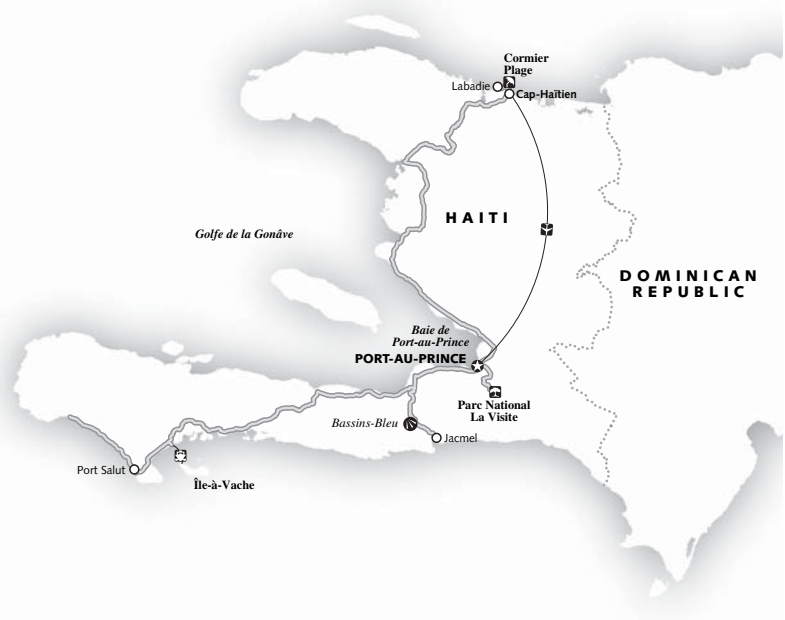 Cormier
Plage
Labadie
Cap-Haïtien
HAITI
Golfe de la Gonâve
DOMINICAN
REPUBLIC
Baie de
Port-au-Prince
PORT-AU-PRINCE
Parc National
La Visite
Bassins-Bleu
Jacmel
Port Salut
Île-à-Vache